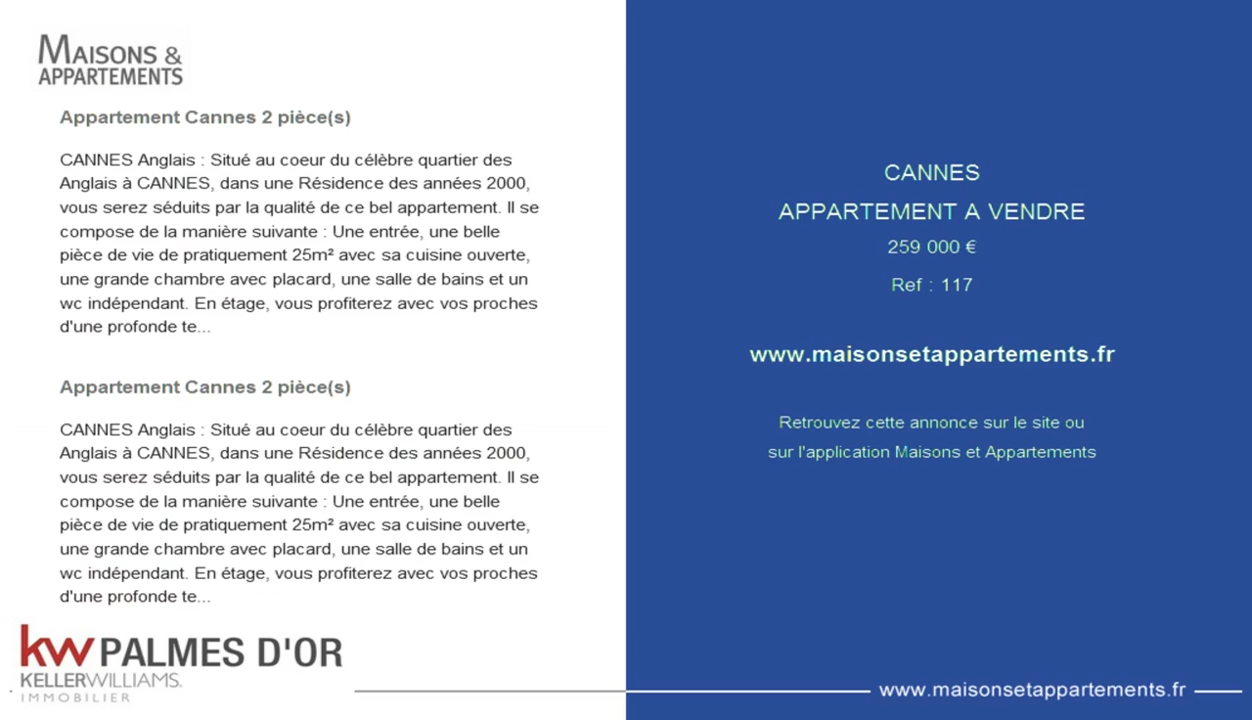 MAISONS &
APPARTEMENTS
Appartement Cannes 2 pièce(s)
CANNES Anglais : Situé au coeur du célèbre quartier des
Anglais à CANNES, dans une Résidence des années 2000,
vous serez séduits par la qualité de ce bel appartement. Il se
compose de la manière suivante : Une entrée, une belle
pièce de vie de pratiquement 25m² avec sa cuisine ouverte,
une grande chambre avec placard, une salle de bains et un
wc indépendant. En étage, vous profiterez avec vos proches
d'une profonde te...
Appartement Cannes 2 pièce(s)
CANNES Anglais : Situé au coeur du célèbre quartier des
Anglais à CANNES, dans une Résidence des années 2000,
vous serez séduits par la qualité de ce bel appartement. Il se
compose de la manière suivante : Une entrée, une belle
pièce de vie de pratiquement 25m² avec sa cuisine ouverte,
une grande chambre avec placard, une salle de bains et un
wc indépendant. En étage, vous profiterez avec vos proches
d'une profonde te...
kw PALMES D'OR
KELLERWILLIAMS.
IMMOBILIER
CANNES
APPARTEMENT A VENDRE
259 000 €
Ref : 117
www.maisonsetappartements.fr
Retrouvez cette annonce sur le site ou
sur l'application Maisons et Appartements
www.maisonsetappartements.fr